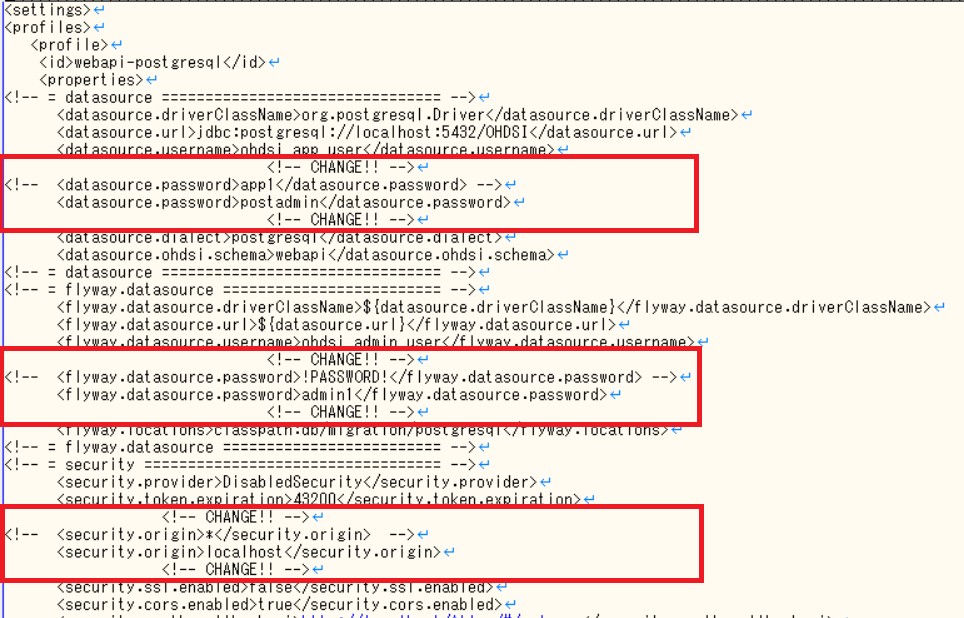 <settings>↵
<profiles>↵
<profile>↵
<id>webapi-postgresql</id>↵
<properties>↵
<!-- = datasource ================================ -->↵
<datasource.driverClassName>org.postgresql.Driver</datasource.driverClassName>↵
<datasource.url>jdbc:postgresql://localhost:5432/OHDSI</datasource.url>↵
<datasource.username>ohdsi_app_user</datasource.username>↵
<!-- CHANGE!! -->↵
<!--  <datasource.password>app1</datasource.password> -->↵
<datasource.password>postadmin</datasource.password>↵
<!-- CHANGE!! -->↵
<datasource.dialect>postgresql</datasource.dialect>↵
<datasource.ohdsi.schema>webapi</datasource.ohdsi.schema>↵
<!-- = datasource ================================ -->↵
<!-- = flyway.datasource ========================= -->↵
<flyway.datasource.driverClassName>${datasource.driverClassName}</flyway.datasource.driverClassName>↵
<flyway.datasource.url>${datasource.url}</flyway.datasource.url>↵
<flyway.datasource.username>ohdsi_admin_user</flyway.datasource.username>↵
<!-- CHANGE!! -->↵
<!--  <flyway.datasource.password>!PASSWORD!</flyway.datasource.password> -->↵
<flyway.datasource.password>admin1</flyway.datasource.password>↵
<!-- CHANGE!! -->↵
<flyway.locations>classpath:db/migration/postgresql</flyway.locations>↵
<!-- = flyway.datasource ========================= -->↵
<!-- = security ================================== -->↵
<security.provider>DisabledSecurity</security.provider>↵
<security.token.expiration>43200</security.token.expiration>↵
<!-- CHANGE!! -->↵
<!--  <security.origin>*</security.origin>  -->↵
<security.origin>localhost</security.origin>↵
<!-- CHANGE!! -->↵
<security.ssl.enabled>false</security.ssl.enabled>↵
<security.cors.enabled>true</security.cors.enabled>↵